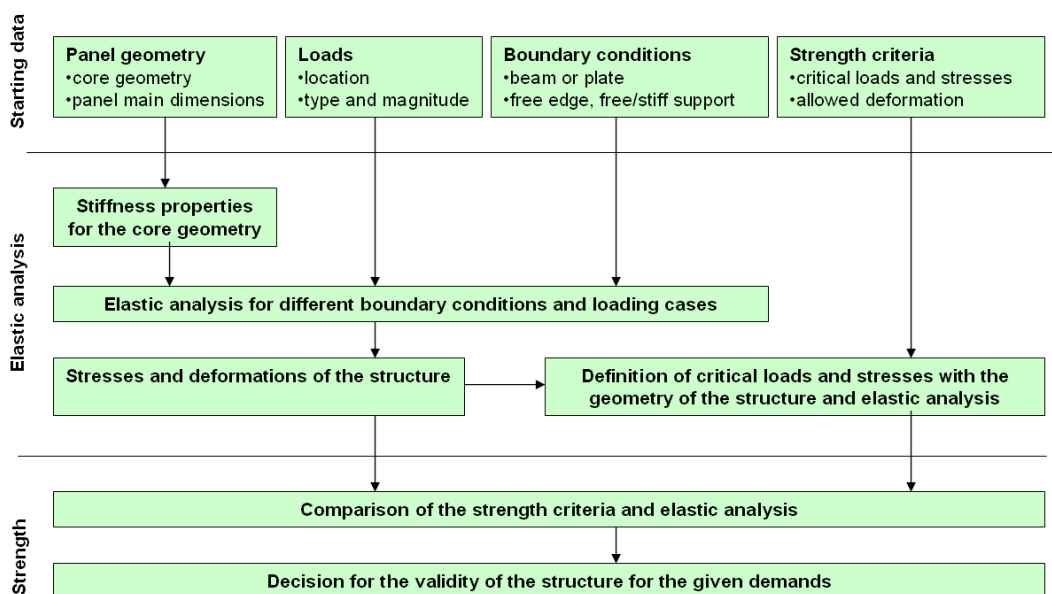 Starting data
Panel geometry
•core geometry
•panel main dimensions
Loads
•location
•type and magnitude
Boundary conditions
•beam or plate
•free edge, free/stiff support
Strength criteria
•critical loads and stresses
•allowed deformation
Elastic analysis
Stiffness properties
for the core geometry
Elastic analysis for different boundary conditions and loading cases
Stresses and deformations of the structure
Definition of critical loads and stresses with the
geometry of the structure and elastic analysis
Strength
Comparison of the strength criteria and elastic analysis
Decision for the validity of the structure for the given demands